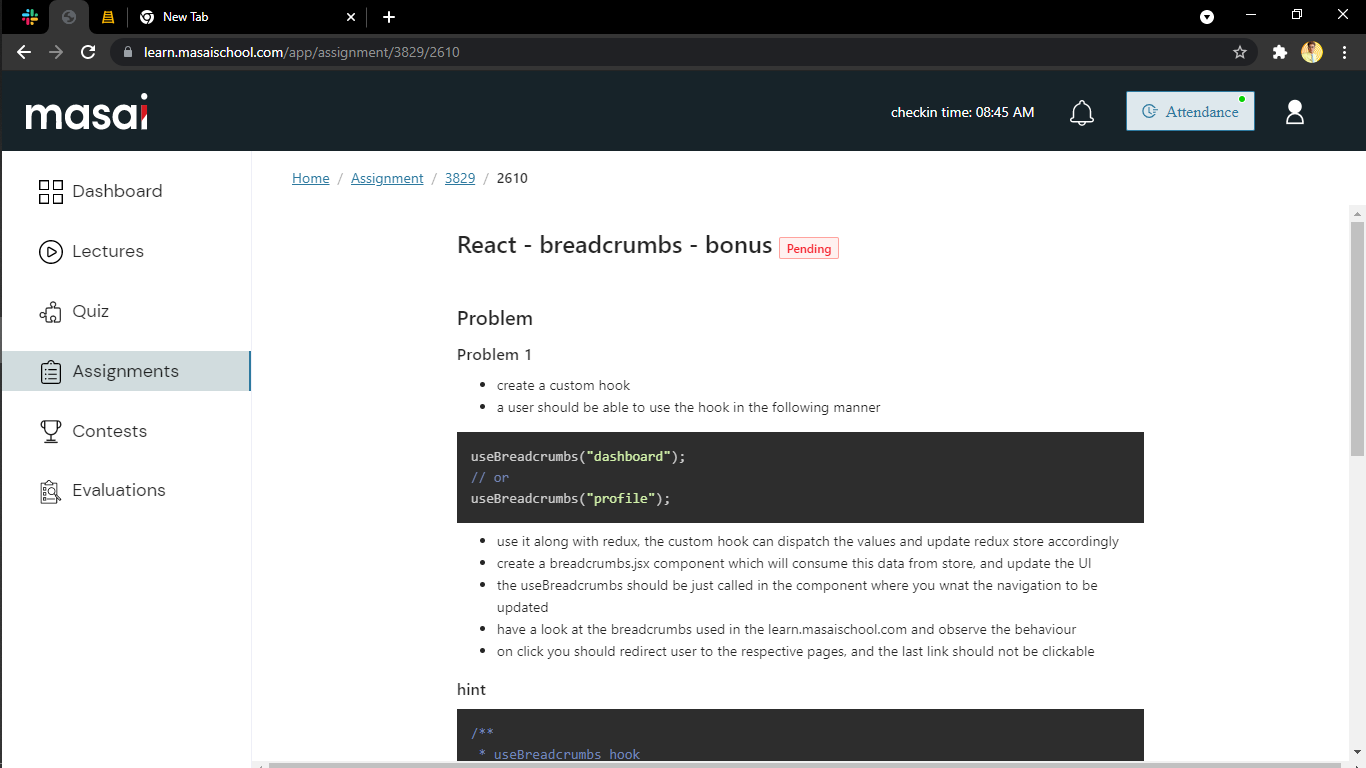 New Tab
learn.masaischool.com/app/assignment/3829/2610
masai
checkin time: 08:45 AM
Attendance
Dashboard
Lectures
Quiz
Assignments
Contests
Evaluations
Home / Assignment / 3829 / 2610
React - breadcrumbs - bonus Pending
Problem
Problem 1
• create a custom hook
• a user should be able to use the hook in the following manner
useBreadcrumbs("dashboard");
// or
useBreadcrumbs("profile");
• use it along with redux, the custom hook can dispatch the values and update redux store accordingly
• create a breadcrumbs.jsx component which will consume this data from store, and update the UI
• the useBreadcrumbs should be just called in the component where you wnat the navigation to be
updated
• have a look at the breadcrumbs used in the learn.masaischool.com and observe the behaviour
• on click you should redirect user to the respective pages, and the last link should not be clickable
hint
/**
* useBreadcrumbs hook